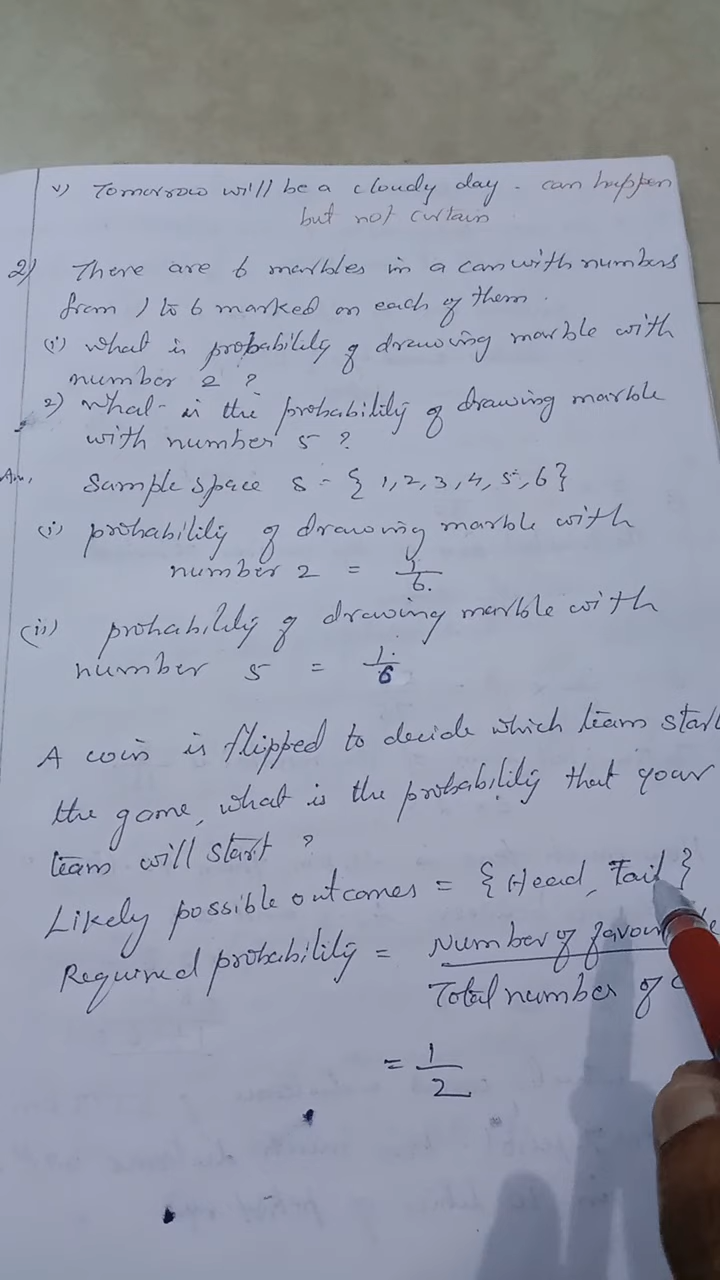 v) Tomorrow will be a cloudy day - can happen
but not curtain
2) There are 6 marbles in a can with numbers
from 1 to 6 marked on each of them.
(i) what is probability of drawing marble with
number 2 ?
2) what is the probability of drawing marble
with number 5 ?
An, Sample space S = { 1, 2, 3, 4, 5, 6 }
(i) probability of drawing marble with
number 2 = 1/6.
(ii) probability of drawing marble with
number 5 = 1/6
A coin is flipped to decide which team start
the game, what is the probability that your
team will start ?
Likely possible outcomes = { Head, Tail }
Required probability = Number of favou
Total number of
= 1/2